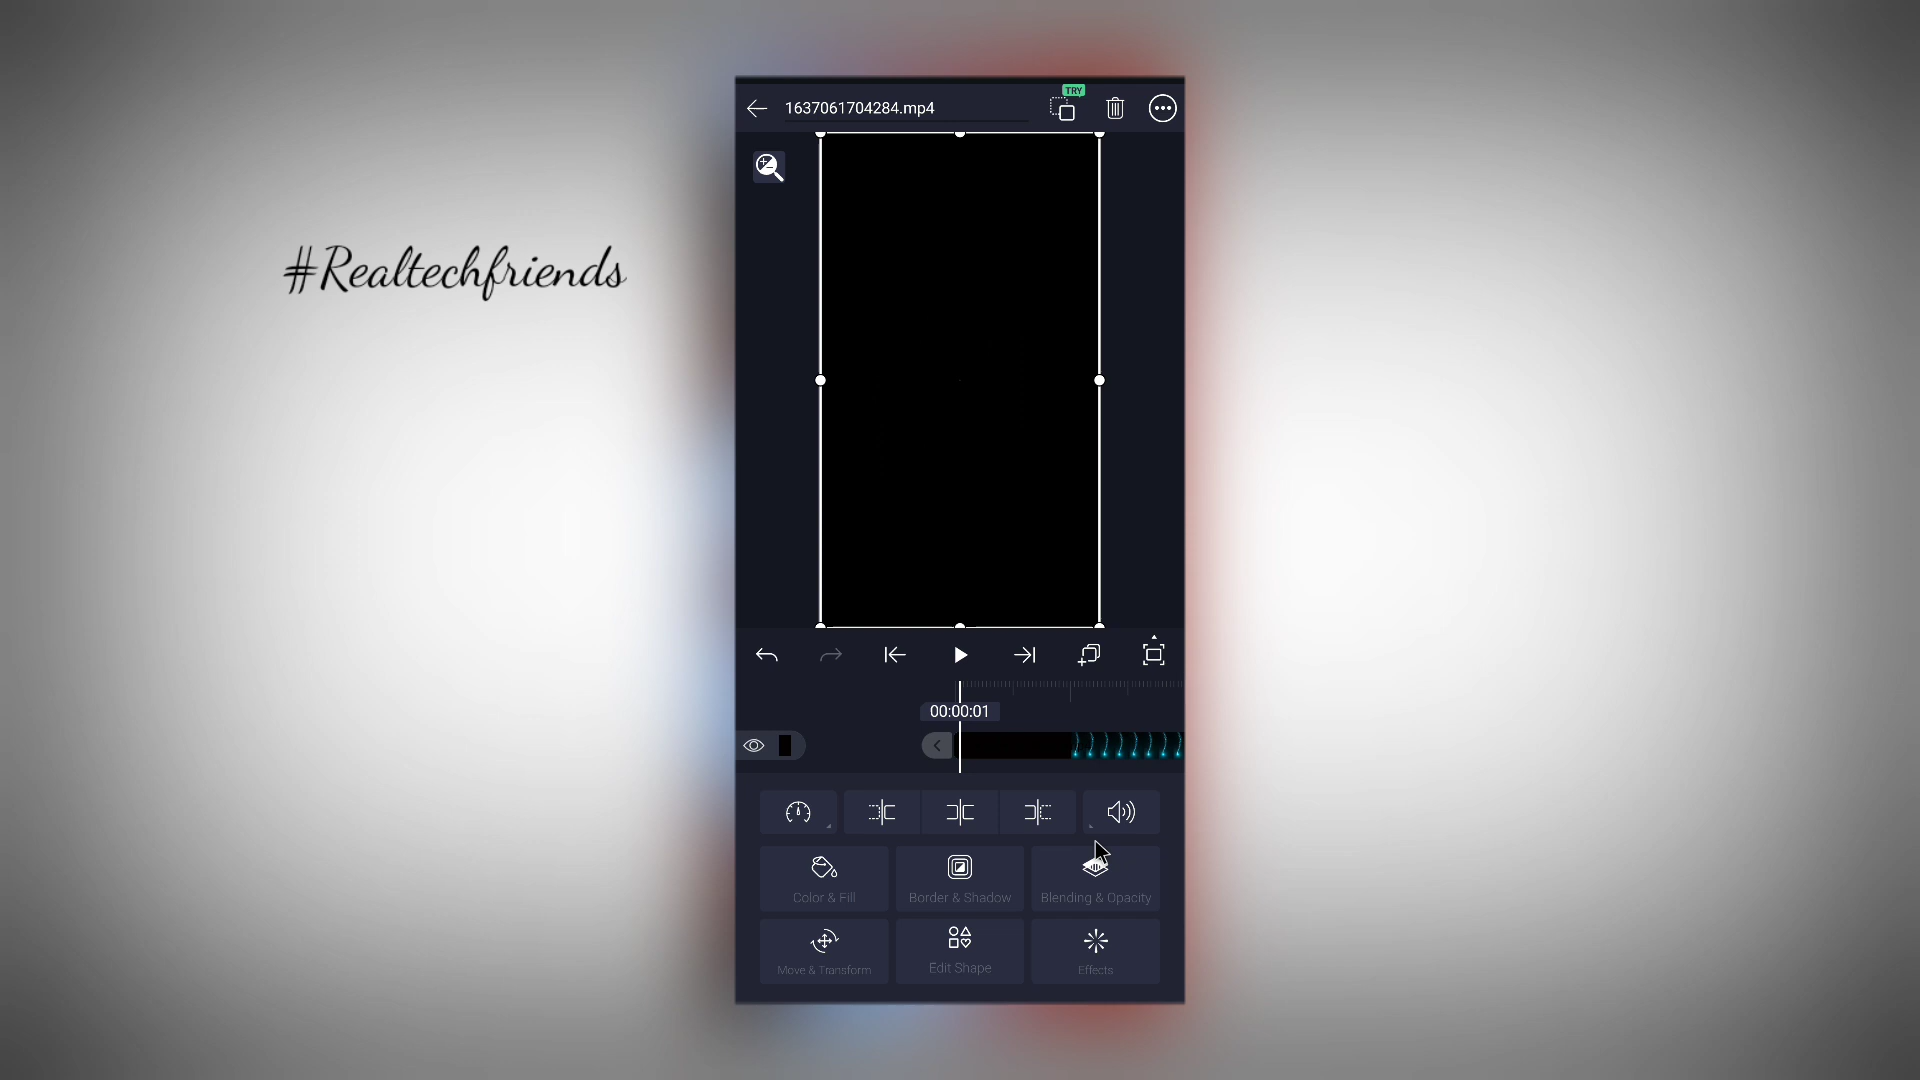 TRY
1637061704284.mp4
#Realtechfriends
00:00:01
Color & Fill
Border & Shadow
Blending & Opacity
Move & Transform
Edit Shape
Effects